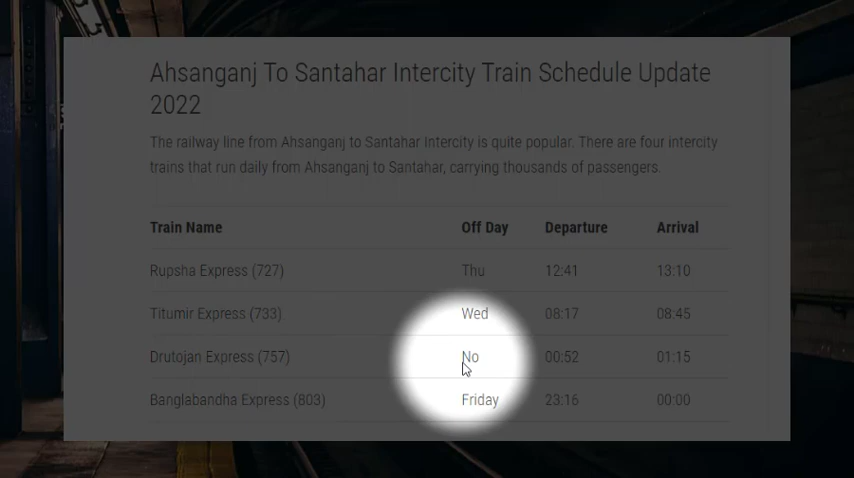 Ahsanganj To Santahar Intercity Train Schedule Update
2022
The railway line from Ahsanganj to Santahar Intercity is quite popular. There are four intercity
trains that run daily from Ahsanganj to Santahar, carrying thousands of passengers.
Train Name Off Day Departure Arrival
Rupsha Express (727) Thu 12:41 13:10
Titumir Express (733) Wed 08:17 08:45
Drutojan Express (757) No 00:52 01:15
Banglabandha Express (803) Friday 23:16 00:00